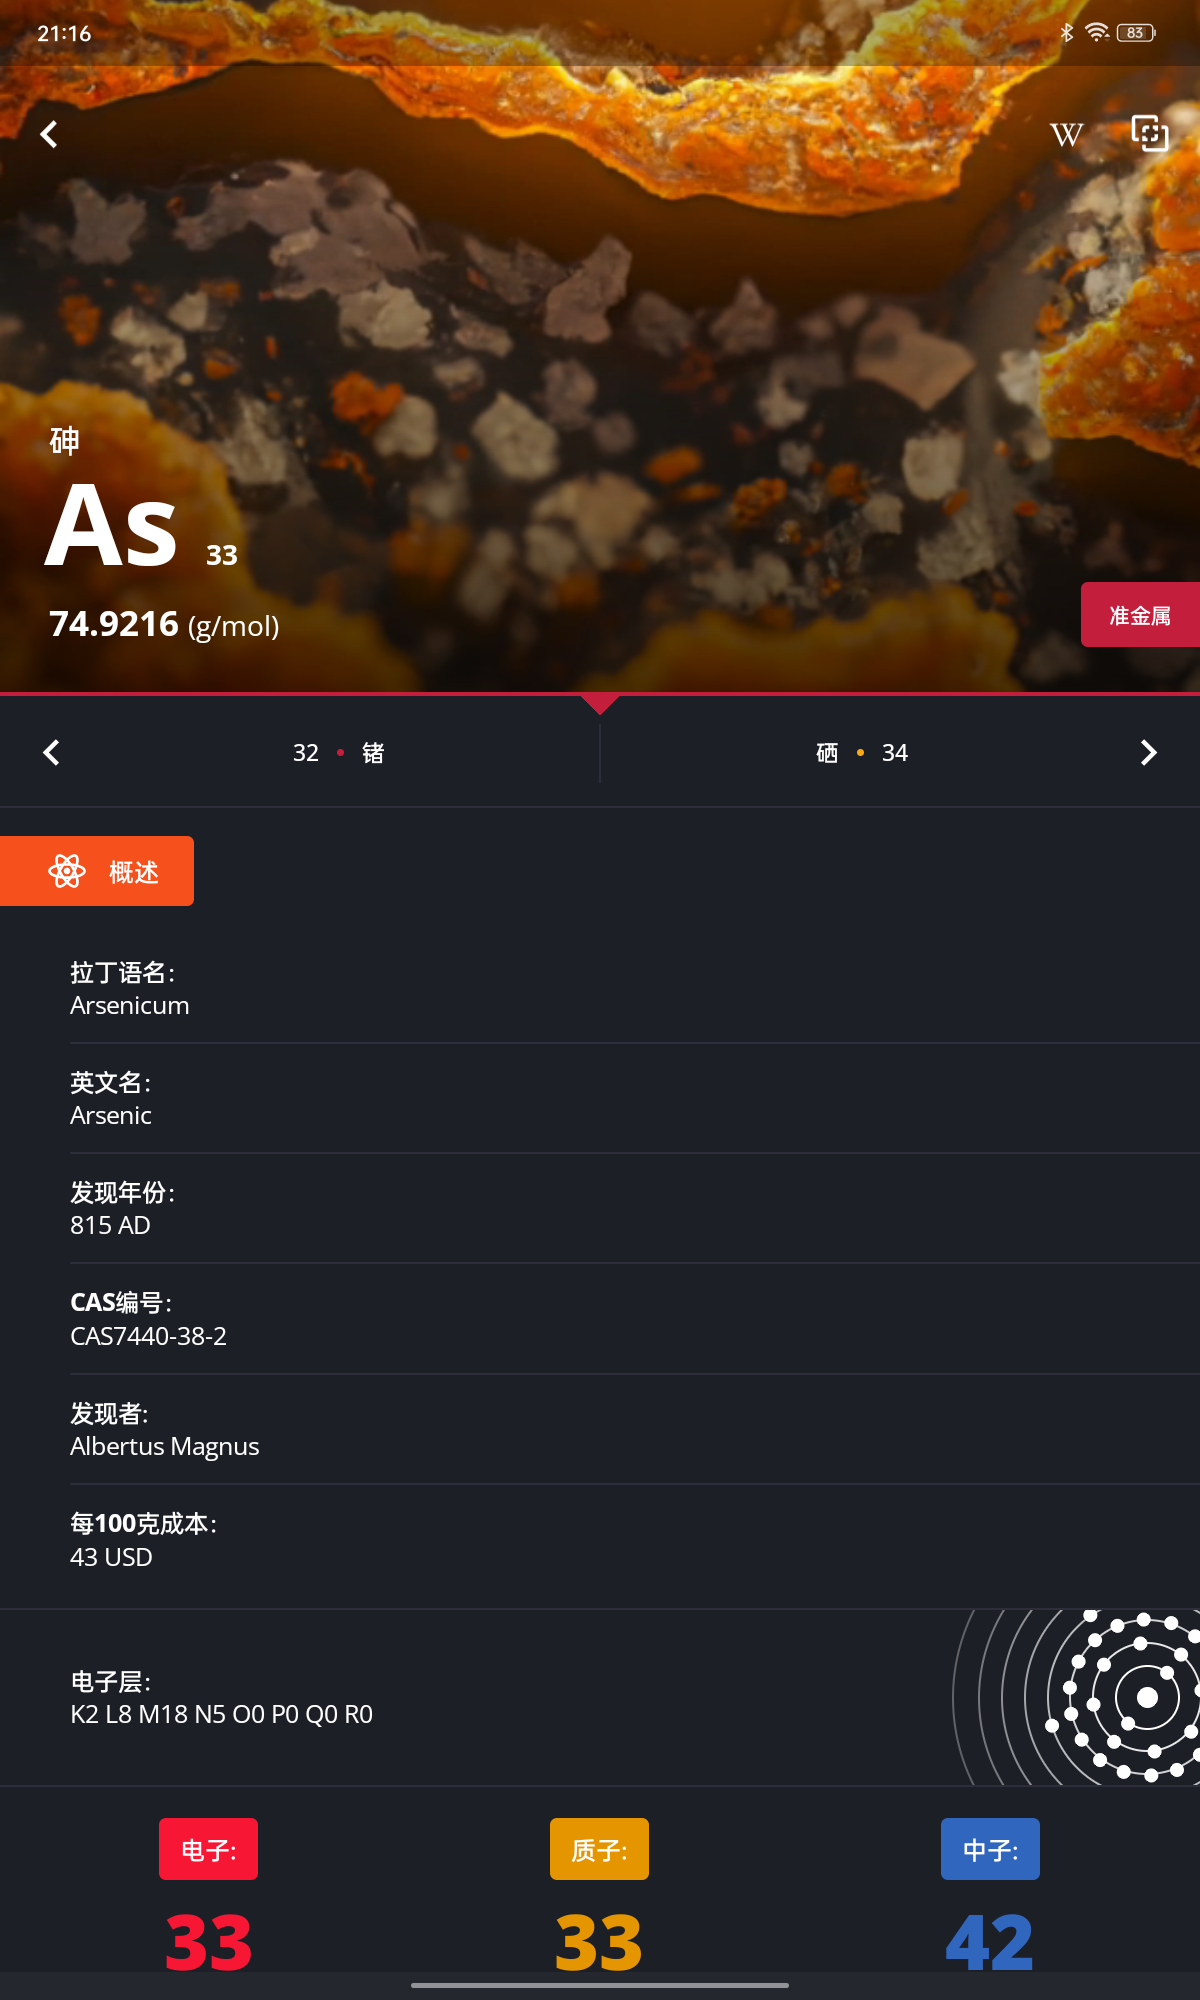 21:16
83
W
砷
As 33
74.9216 (g/mol)
准金属
32 • 锗
硒 • 34
概述
拉丁语名:
Arsenicum
英文名:
Arsenic
发现年份:
815 AD
CAS编号:
CAS7440-38-2
发现者:
Albertus Magnus
每100克成本:
43 USD
电子层:
K2 L8 M18 N5 O0 P0 Q0 R0
电子:
质子:
中子:
33
33
42